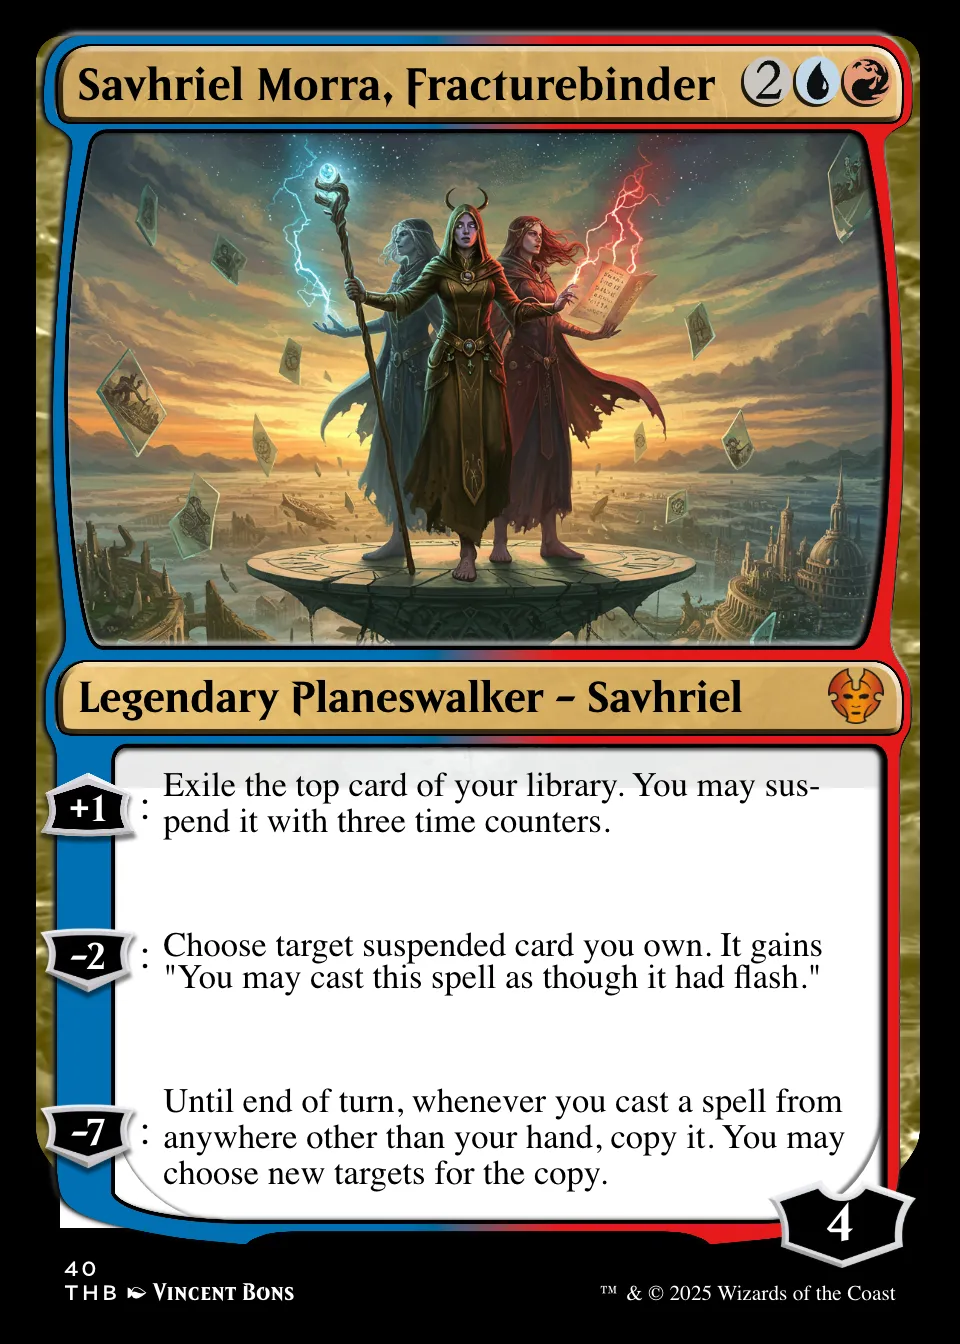 Savhriel Morra, Fracturebinder 2
Legendary Planeswalker – Savhriel
+1 : Exile the top card of your library. You may sus-
pend it with three time counters.
-2 : Choose target suspended card you own. It gains
"You may cast this spell as though it had flash."
Until end of turn, whenever you cast a spell from
-7 : anywhere other than your hand, copy it. You may
choose new targets for the copy.
4
40
THB VINCENT BONS
™ & © 2025 Wizards of the Coast